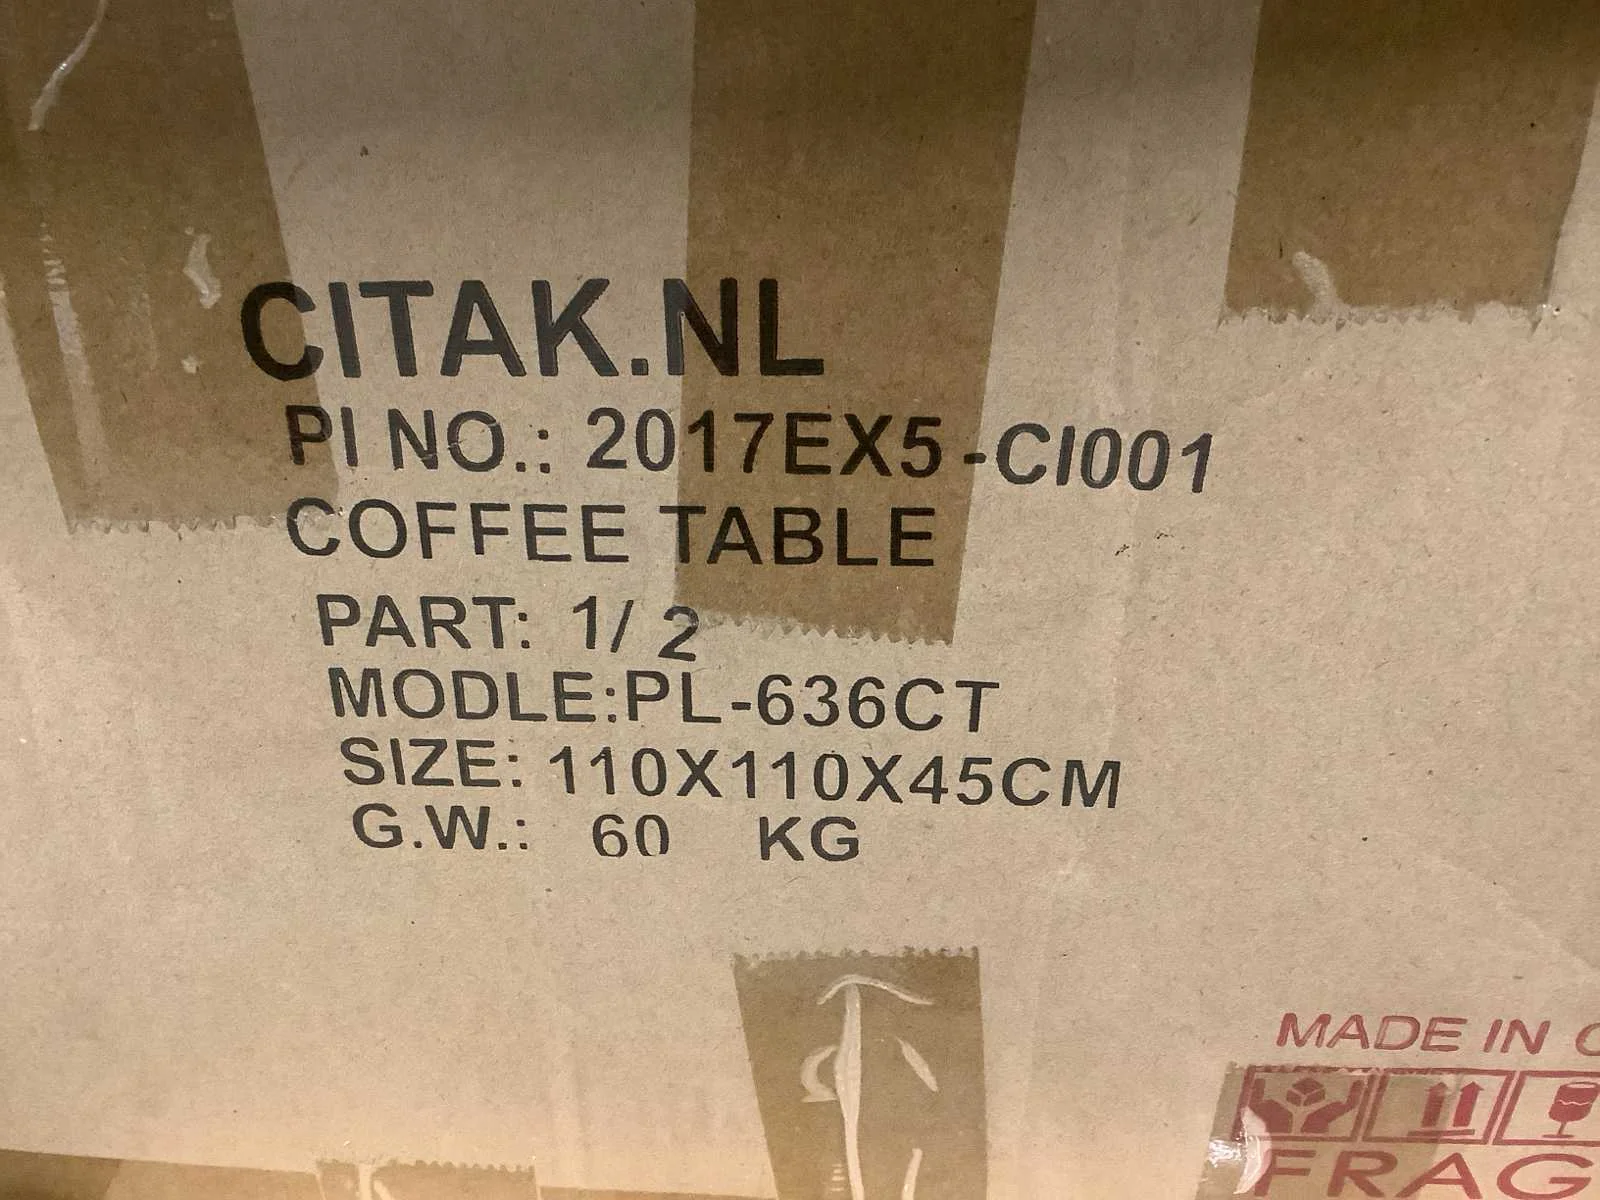 CITAK.NL
PI NO.: 2017EX5-CI001
COFFEE TABLE
PART: 1/ 2
MODLE:PL-636CT
SIZE: 110X110X45CM
G.W.: 60 KG
MADE IN C
FRAG